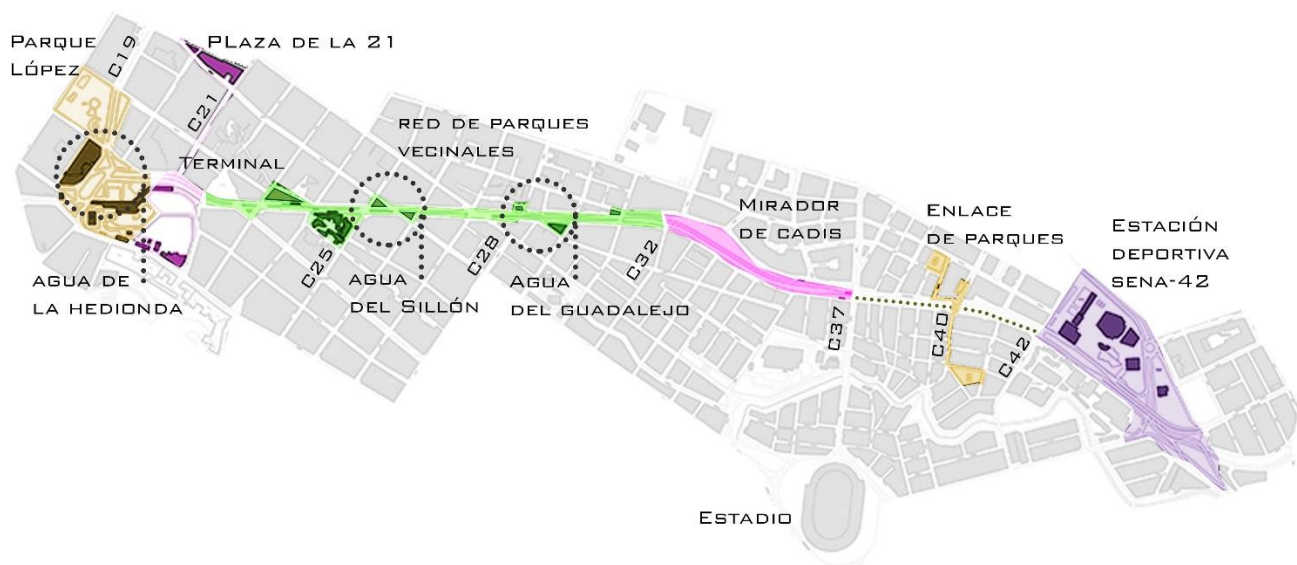 PARQUE
LÓPEZ
C19
PLAZA DE LA 21
C21
TERMINAL
RED DE PARQUES
VECINALES
AGUA DE
LA HEDIONDA
C25
AGUA
DEL SILLÓN
C28
AGUA
DEL GUADALEJO
C32
MIRADOR
DE CADIS
C37
ENLACE
DE PARQUES
C40
C42
ESTACIÓN
DEPORTIVA
SENA-42
ESTADIO